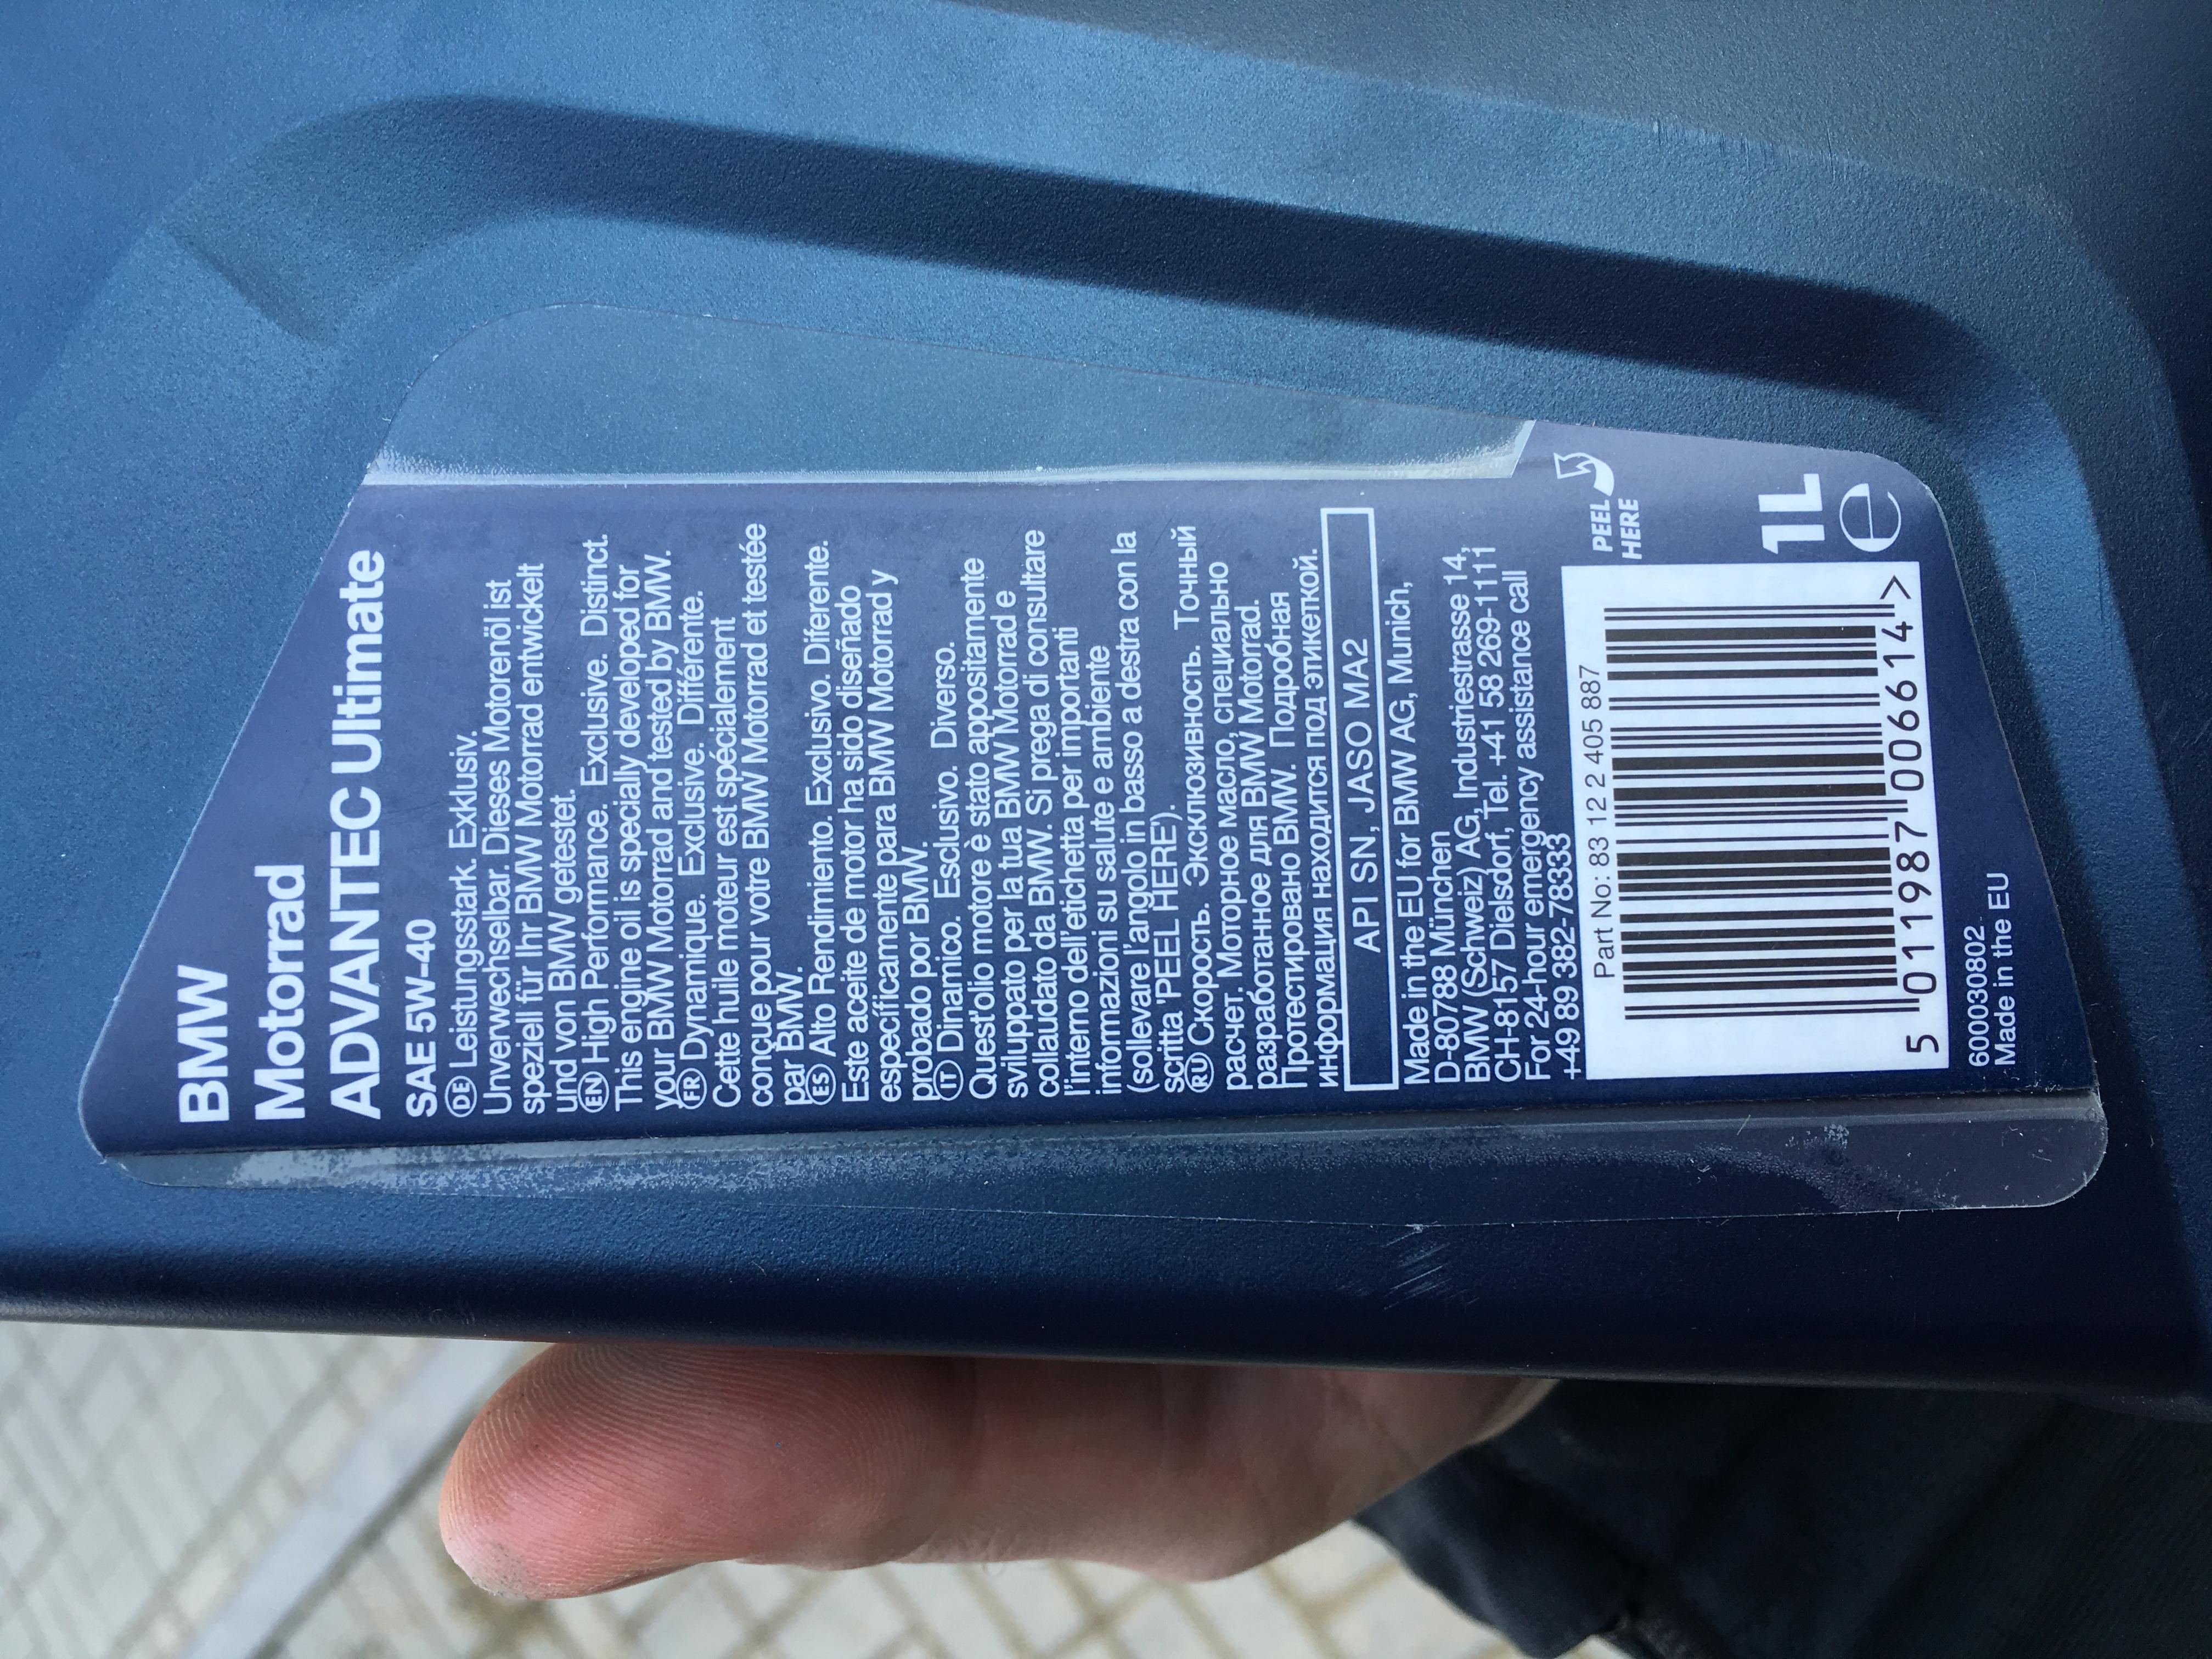 BMW
Motorrad
ADVANTEC Ultimate
SAE 5W-40
DE Leistungsstark. Exklusiv.
Unverwechselbar. Dieses Motorenöl ist
speziell für Ihr BMW Motorrad entwickelt
und von BMW getestet.
EN High Performance. Exclusive. Distinct.
This engine oil is specially developed for
your BMW Motorrad and tested by BMW.
FR Dynamique. Exclusive. Différente.
Cette huile moteur est spécialement
conçue pour votre BMW Motorrad et testée
par BMW.
ES Alto Rendimiento. Exclusivo. Diferente.
Este aceite de motor ha sido diseñado
específicamente para BMW Motorrad y
probado por BMW.
IT Dinamico. Esclusivo. Diverso.
Quest'olio motore è stato appositamente
sviluppato per la tua BMW Motorrad e
collaudato da BMW. Si prega di consultare
l'interno dell'etichetta per importanti
informazioni su salute e ambiente
(sollevare l'angolo in basso a destra con la
scritta 'PEEL HERE').
RU Скорость. Эксклюзивность. Точный
расчет. Моторное масло, специально
разработанное для BMW Motorrad.
Протестировано BMW. Подробная
информация находится под этикеткой.
API SN, JASO MA2
Made in the EU for BMW AG, Munich,
D-80788 München
BMW (Schweiz) AG, Industriestrasse 14,
CH-8157 Dielsdorf, Tel. +41 58 269-1111
For 24-hour emergency assistance call
+49 89 382-78333
PEEL
HERE
Part No: 83 12 2 405 887
1L
e
5 011987 006614 >
600030802
Made in the EU